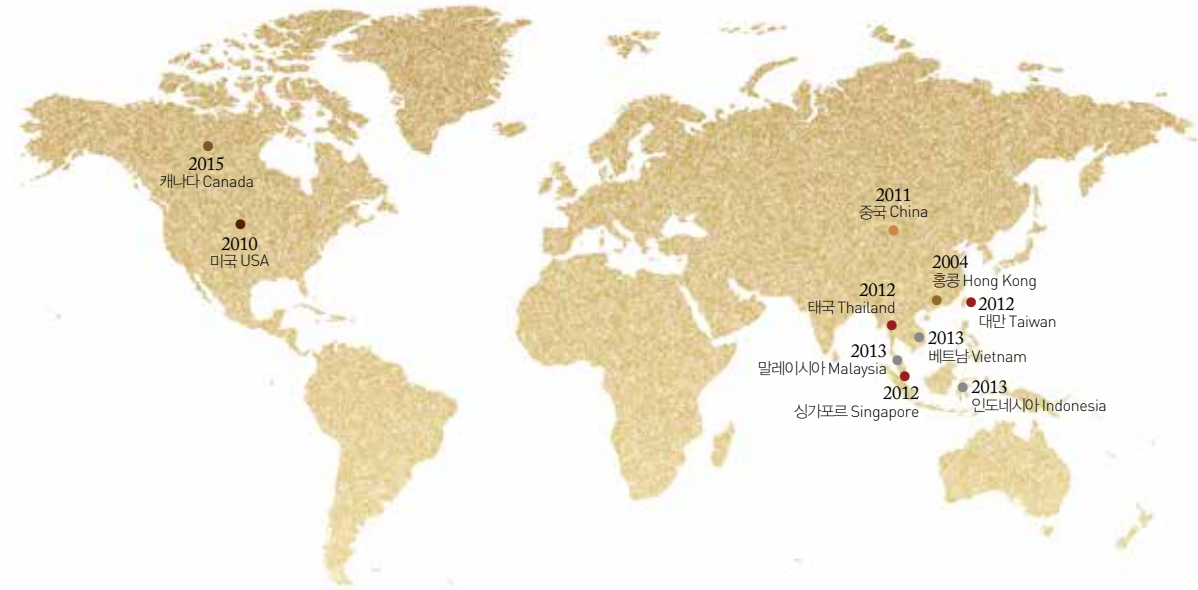 2015
캐나다 Canada
2010
미국 USA
2011
중국 China
2004
홍콩 Hong Kong
2012
태국 Thailand
2012
대만 Taiwan
2013
베트남 Vietnam
2013
말레이시아 Malaysia
2012
싱가포르 Singapore
2013
인도네시아 Indonesia